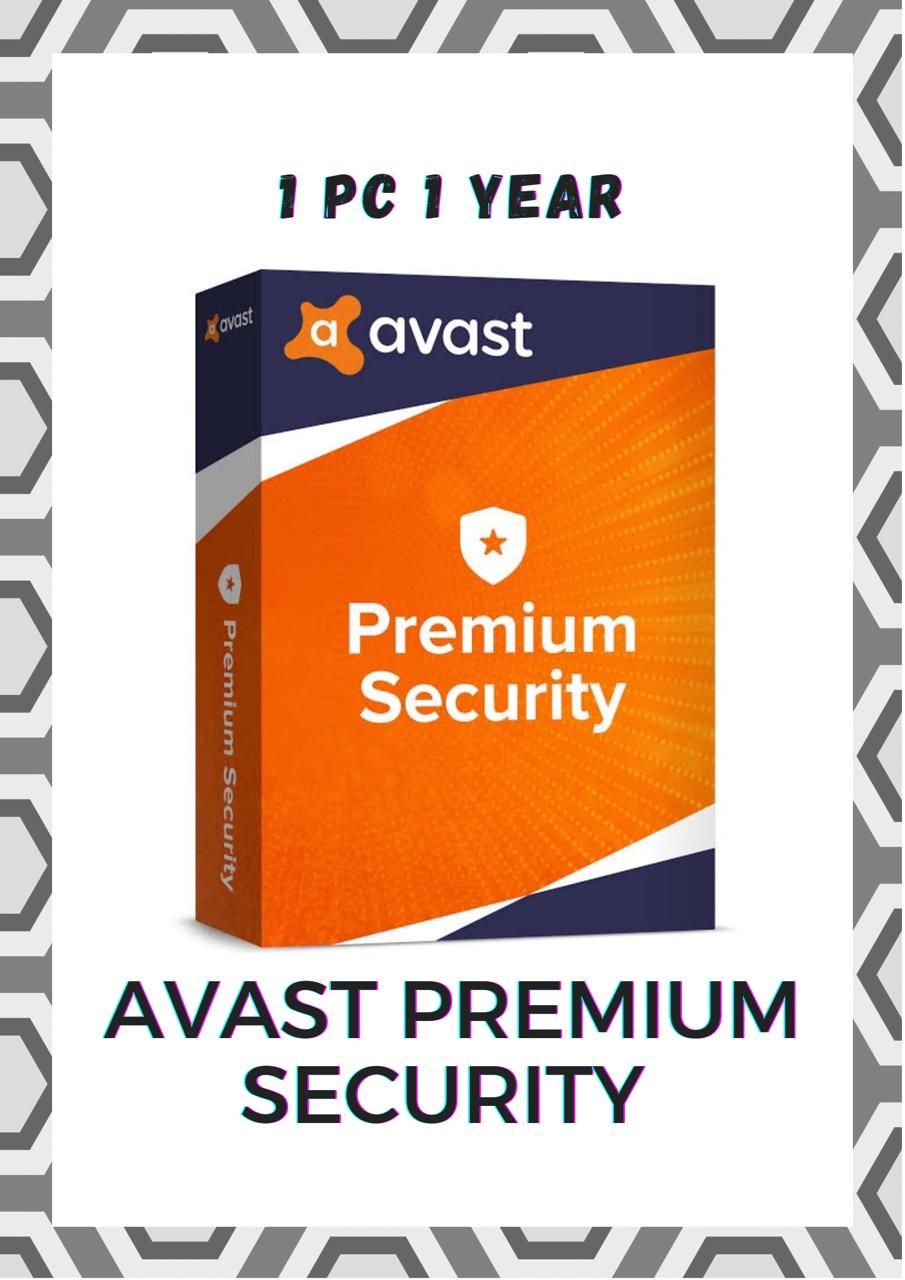 1 PC 1 YEAR
avast
a avast
Premium
Security
Premium Security
AVAST PREMIUM
SECURITY